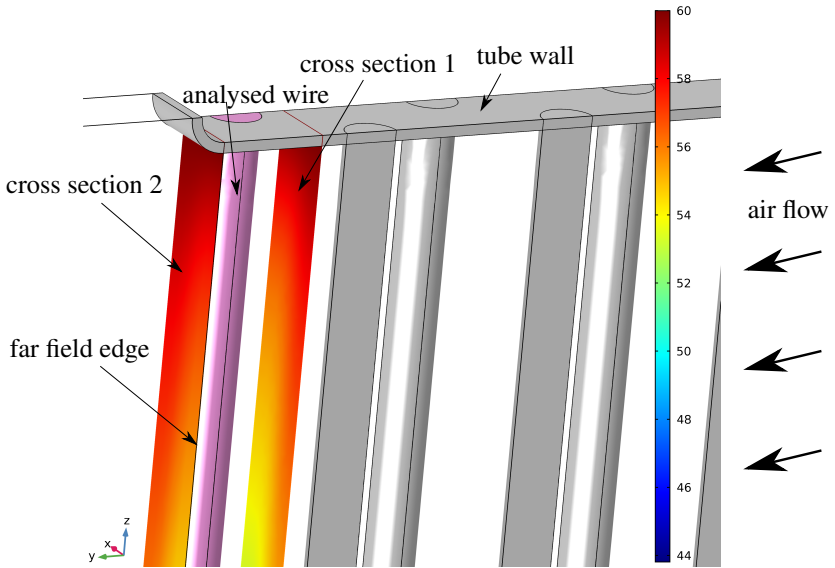 60
cross section 1
tube wall
58
analysed wire
56
cross section 2
air flow
54
52
far field edge
50
48
46
z
x
y
44